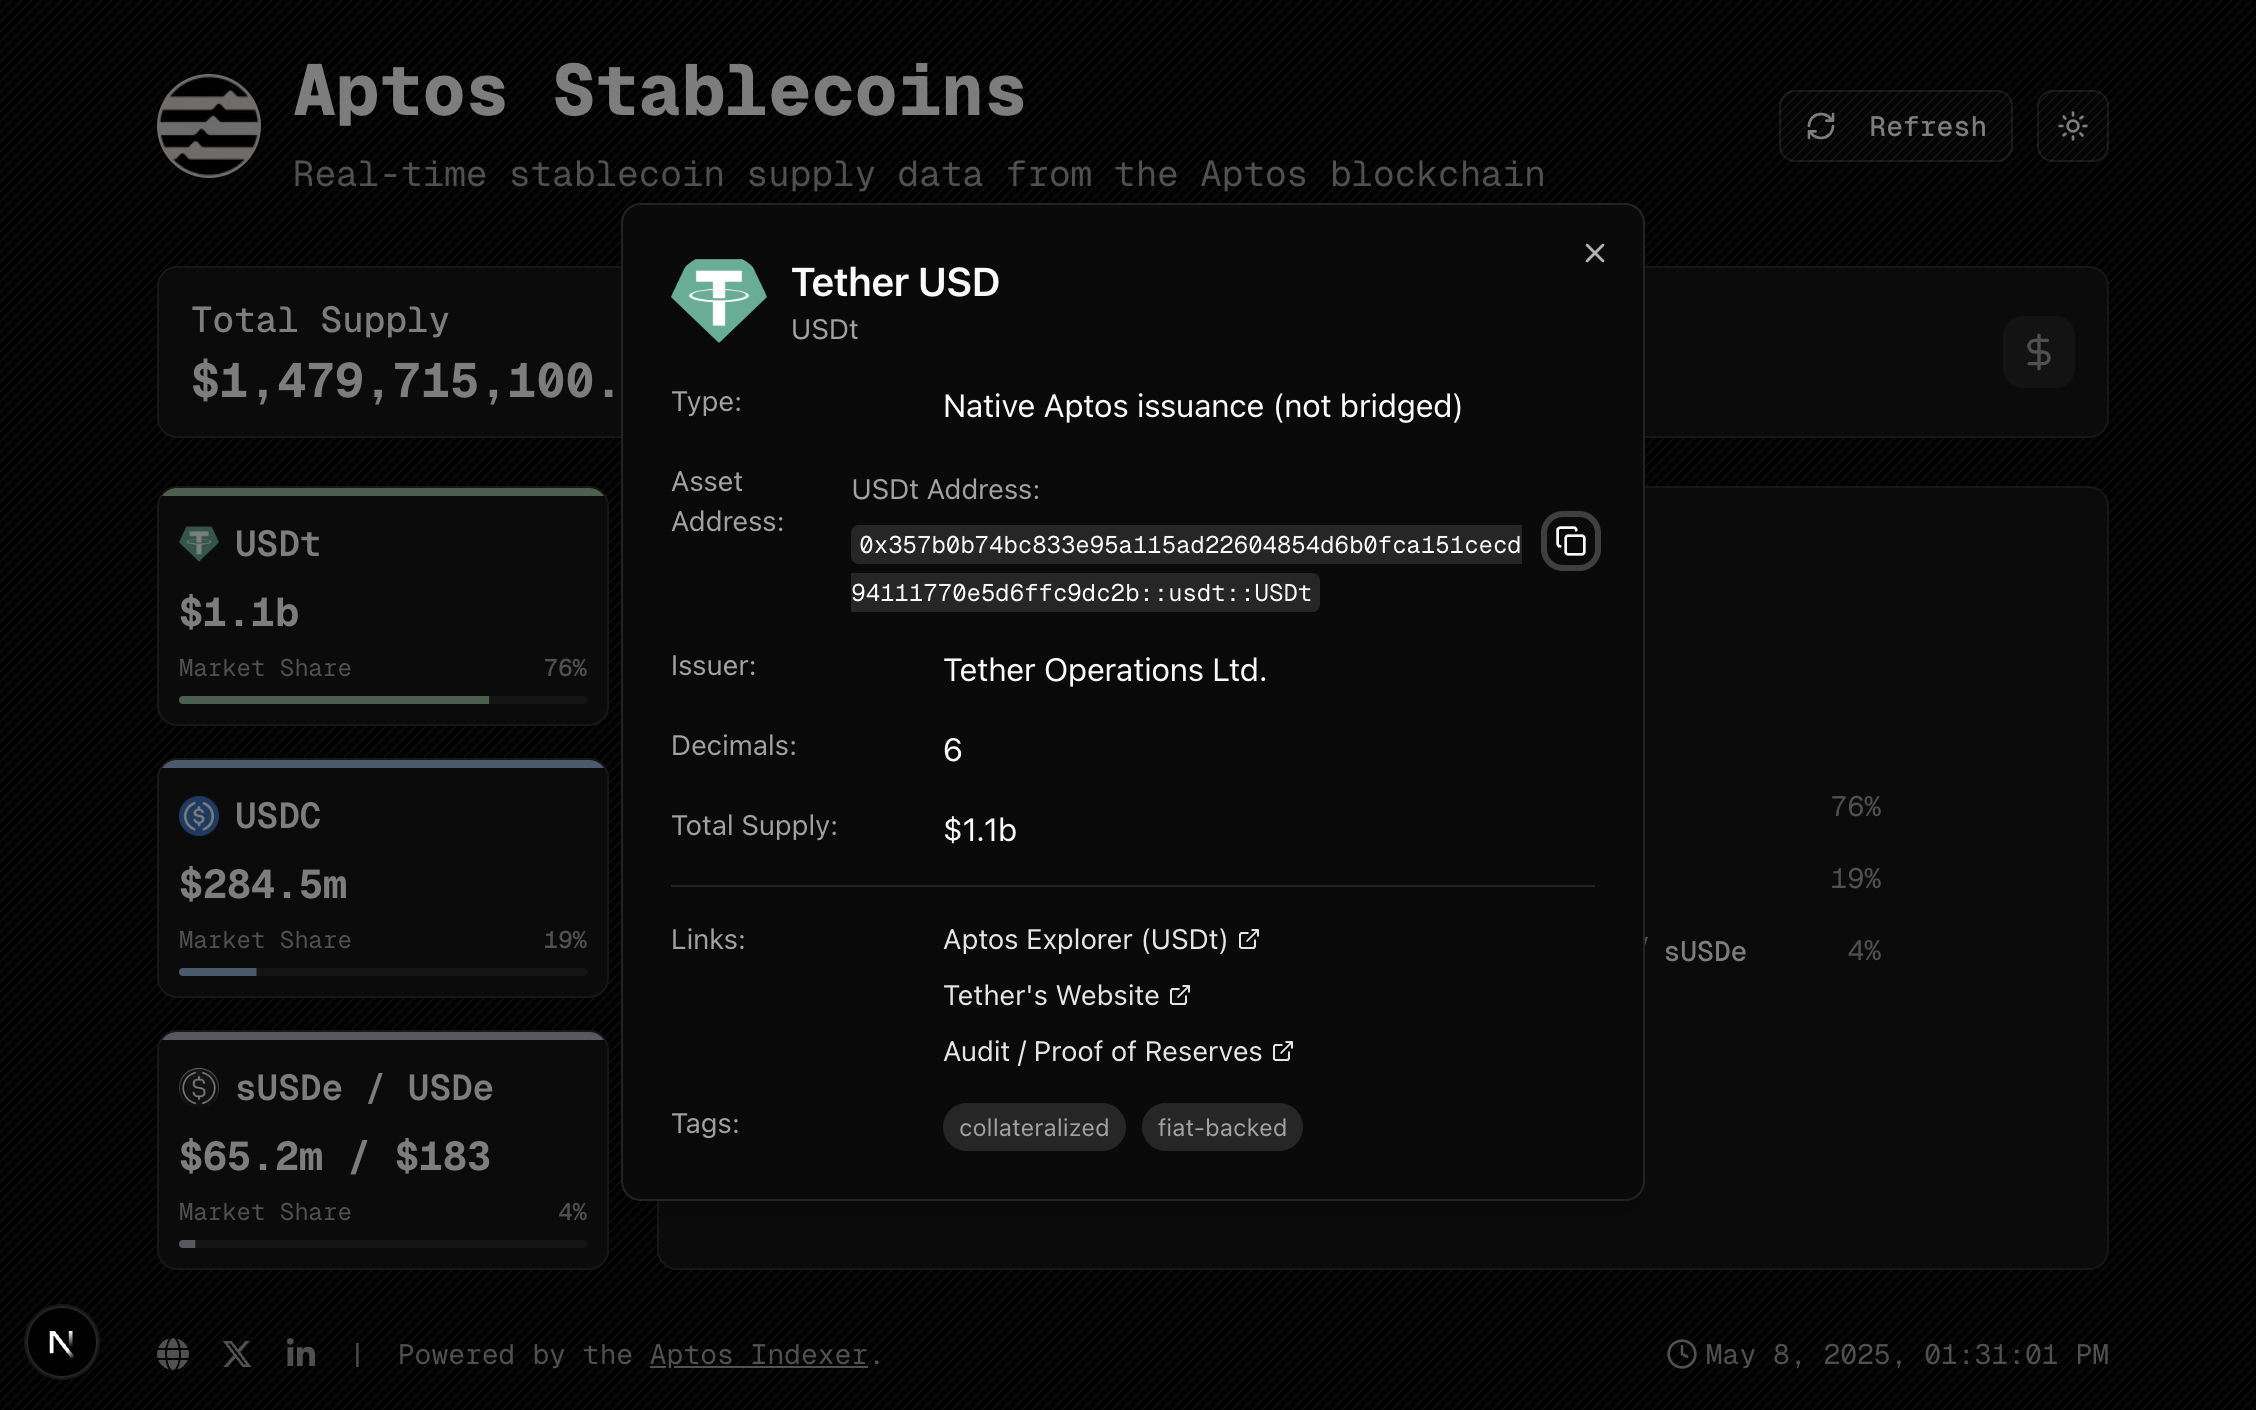 Aptos Stablecoins
Real-time stablecoin supply data from the Aptos blockchain
Refresh
Total Supply
$1,479,715,100.
$
USDt
$1.1b
Market Share 76%
USDC
$284.5m
Market Share 19%
sUSDe / USDe
$65.2m / $183
Market Share 4%
Tether USD
USDt
Type: Native Aptos issuance (not bridged)
Asset
Address:
USDt Address:
0x357b0b74bc833e95a115ad22604854d6b0fca151cecd
94111770e5d6ffc9dc2b::usdt::USDt
Issuer: Tether Operations Ltd.
Decimals: 6
Total Supply: $1.1b
Links: Aptos Explorer (USDt)
Tether's Website
Audit / Proof of Reserves
Tags: collateralized fiat-backed
76%
19%
sUSDe 4%
N
X in | Powered by the Aptos Indexer.
May 8, 2025, 01:31:01 PM